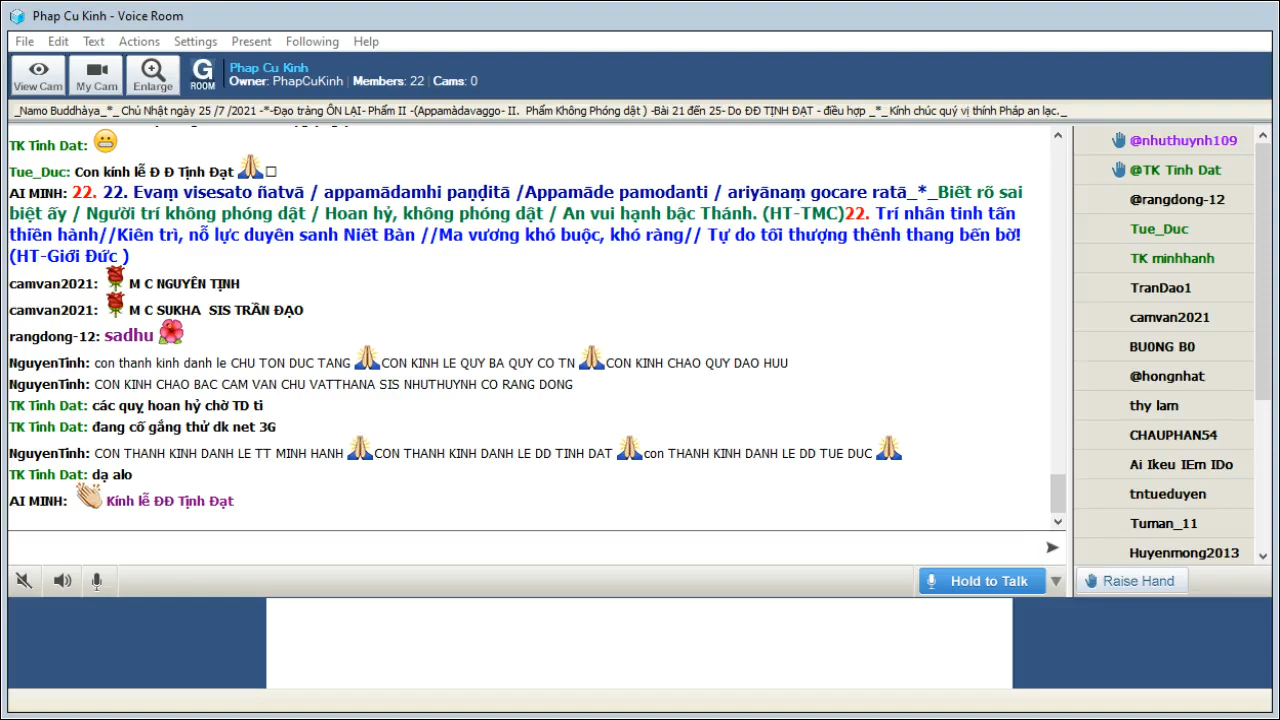 Phap Cu Kinh - Voice Room
File Edit Text Actions Settings Present Following Help
View Cam My Cam Enlarge G ROOM
Phap Cu Kinh
Owner: PhapCuKinh | Members: 22 | Cams: 0
_Namo Buddhàya_*_ Chủ Nhật ngày 25 /7 /2021 -*-Đạo tràng ÔN LẠI- Phẩm II -(Appamàdavaggo- II. Phẩm Không Phóng dật ) -Bài 21 đến 25- Do ĐĐ TỊNH ĐẠT - điều hợp _*_Kính chúc quý vị thính Pháp an lạc._
TK Tinh Dat:
Tue_Duc: Con kính lễ Đ Đ Tịnh Đạt
AI MINH: 22. 22. Evaṃ visesato ñatvā / appamādamhi paṇḍitā /Appamāde pamodanti / ariyānaṃ gocare ratā_*_Biết rõ sai
biệt ấy / Người trí không phóng dật / Hoan hỷ, không phóng dật / An vui hạnh bậc Thánh. (HT-TMC)22. Trí nhân tinh tấn
thiền hành//Kiên trì, nỗ lực duyên sanh Niết Bàn //Ma vương khó buộc, khó ràng// Tự do tối thượng thênh thang bến bờ!
(HT-Giới Đức )
camvan2021: M C NGUYÊN TỊNH
camvan2021: M C SUKHA SIS TRẦN ĐẠO
rangdong-12: sadhu
NguyenTinh: con thanh kinh danh le CHU TON DUC TANG CON KINH LE QUY BA QUY CO TN CON KINH CHAO QUY DAO HUU
NguyenTinh: CON KINH CHAO BAC CAM VAN CHU VATTHANA SIS NHUTHUYNH CO RANG DONG
TK Tinh Dat: các quỵ hoan hỷ chờ TD ti
TK Tinh Dat: đang cố gắng thử dk net 3G
NguyenTinh: CON THANH KINH DANH LE TT MINH HANH CON THANH KINH DANH LE DD TINH DAT con THANH KINH DANH LE DD TUE DUC
TK Tinh Dat: dạ alo
AI MINH: Kính lễ ĐĐ Tịnh Đạt
Hold to Talk
@nhuthuynh109
@TK Tinh Dat
@rangdong-12
Tue_Duc
TK minhhanh
TranDao1
camvan2021
BU0NG B0
@hongnhat
thy lam
CHAUPHAN54
Ai Ikeu IEm IDo
tntueduyen
Tuman_11
Huyenmong2013
Raise Hand